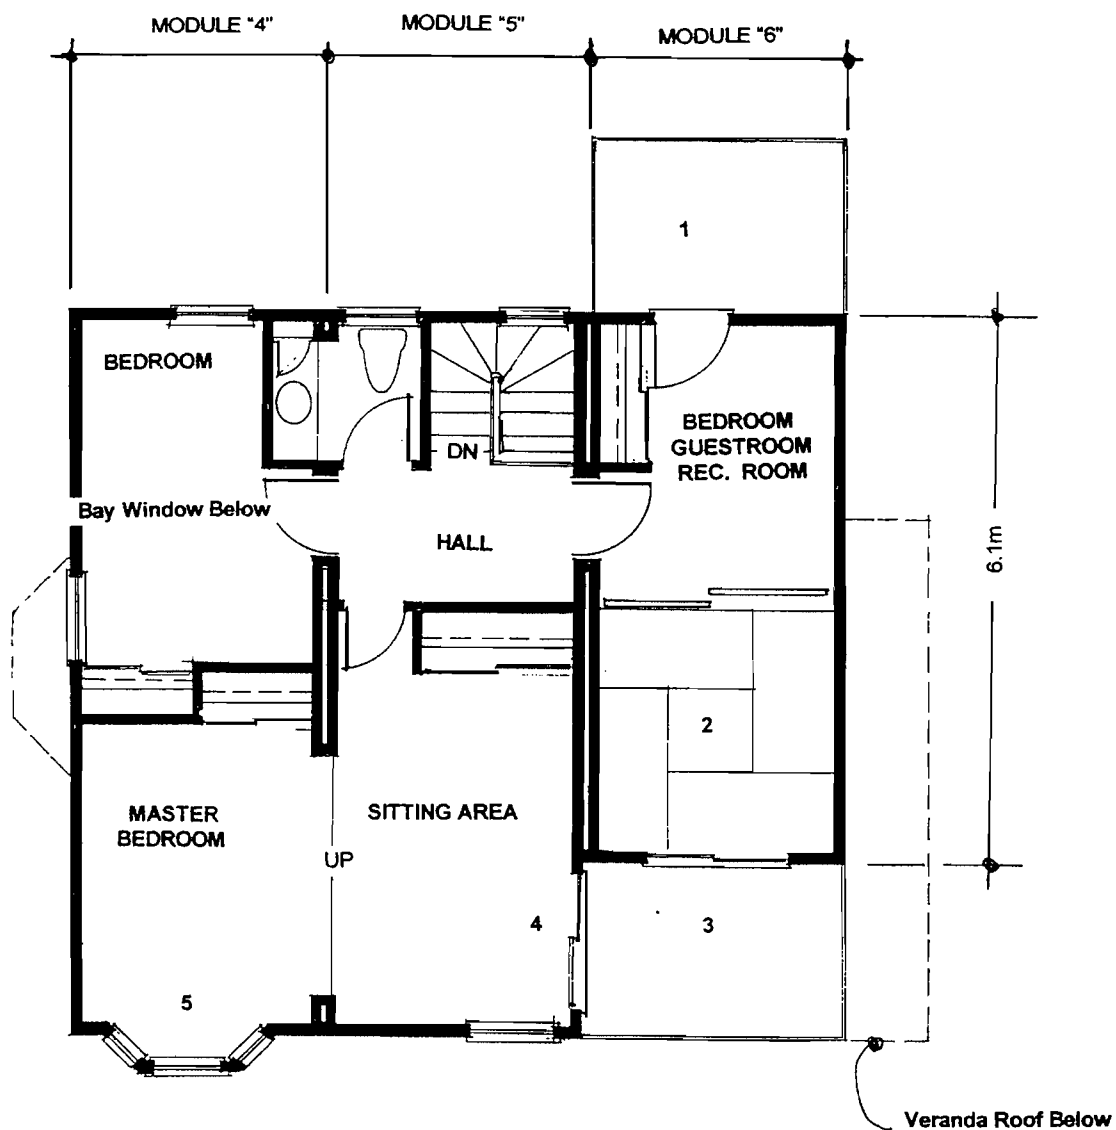 MODULE "4"
MODULE "5"
MODULE "6"
1
BEDROOM
BEDROOM
GUESTROOM
REC. ROOM
DN
Bay Window Below
HALL
6.1m
2
MASTER
BEDROOM
SITTING AREA
UP
4
3
5
Veranda Roof Below